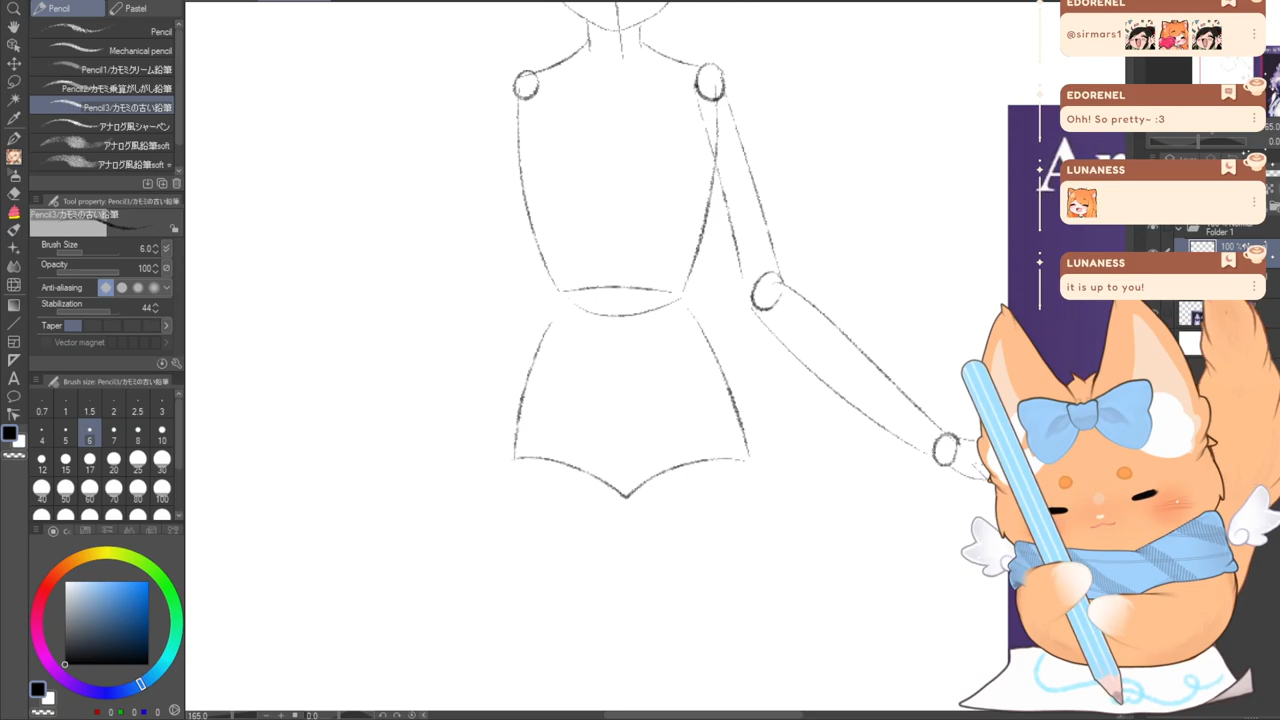 Pencil
Pastel
Pencil
Mechanical pencil
Pencil1/カモミクリーム鉛筆
Pencil2/カモミ乗算がしがし鉛筆
Pencil3/カモミの古い鉛筆
アナログ風シャーペン
アナログ風鉛筆soft
アナログ風鉛筆soft
Tool property: Pencil3/カモミの古い鉛筆
Pencil3/カモミの古い鉛筆
Brush Size 6.0
Opacity 100
Anti-aliasing
Stabilization 44
Taper
Vector magnet
Brush size: Pencil3/カモミの古い鉛筆
0.7 1 1.5 2 2.5 3
4 5 6 7 8 10
12 15 17 20 25 30
40 50 60 70 80 100
0 0 0
165.0 0.0
EDORENEL
@sirmars1
EDORENEL
Ohh! So pretty~ :3
LUNANESS
LUNANESS
it is up to you!
Folder 1
100 %